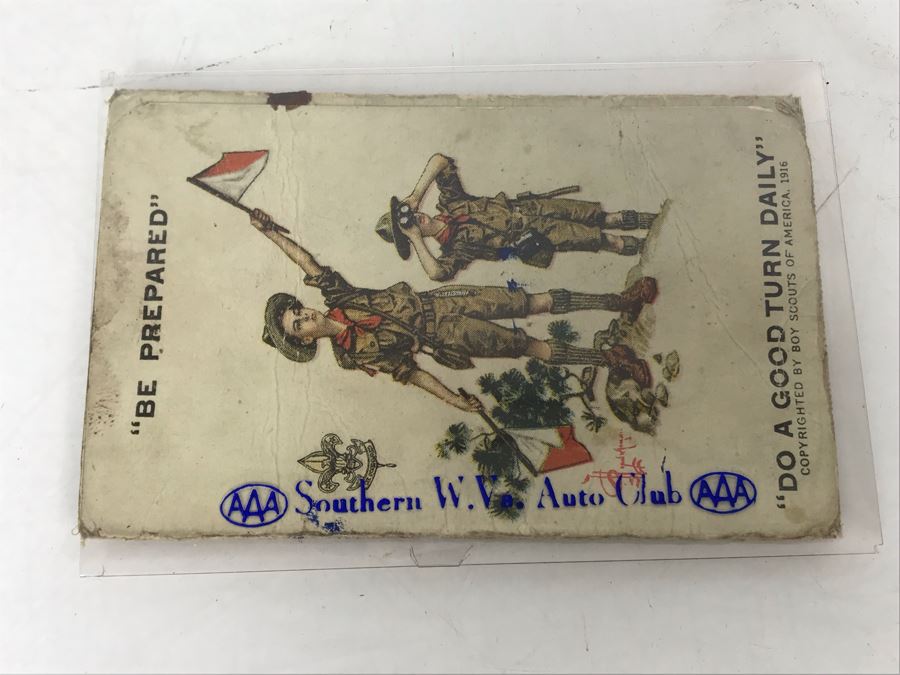 “BE PREPARED”
“DO A GOOD TURN DAILY”
COPYRIGHTED BY BOY SCOUTS OF AMERICA, 1916
AAA Southern W.Va. Auto Club AAA